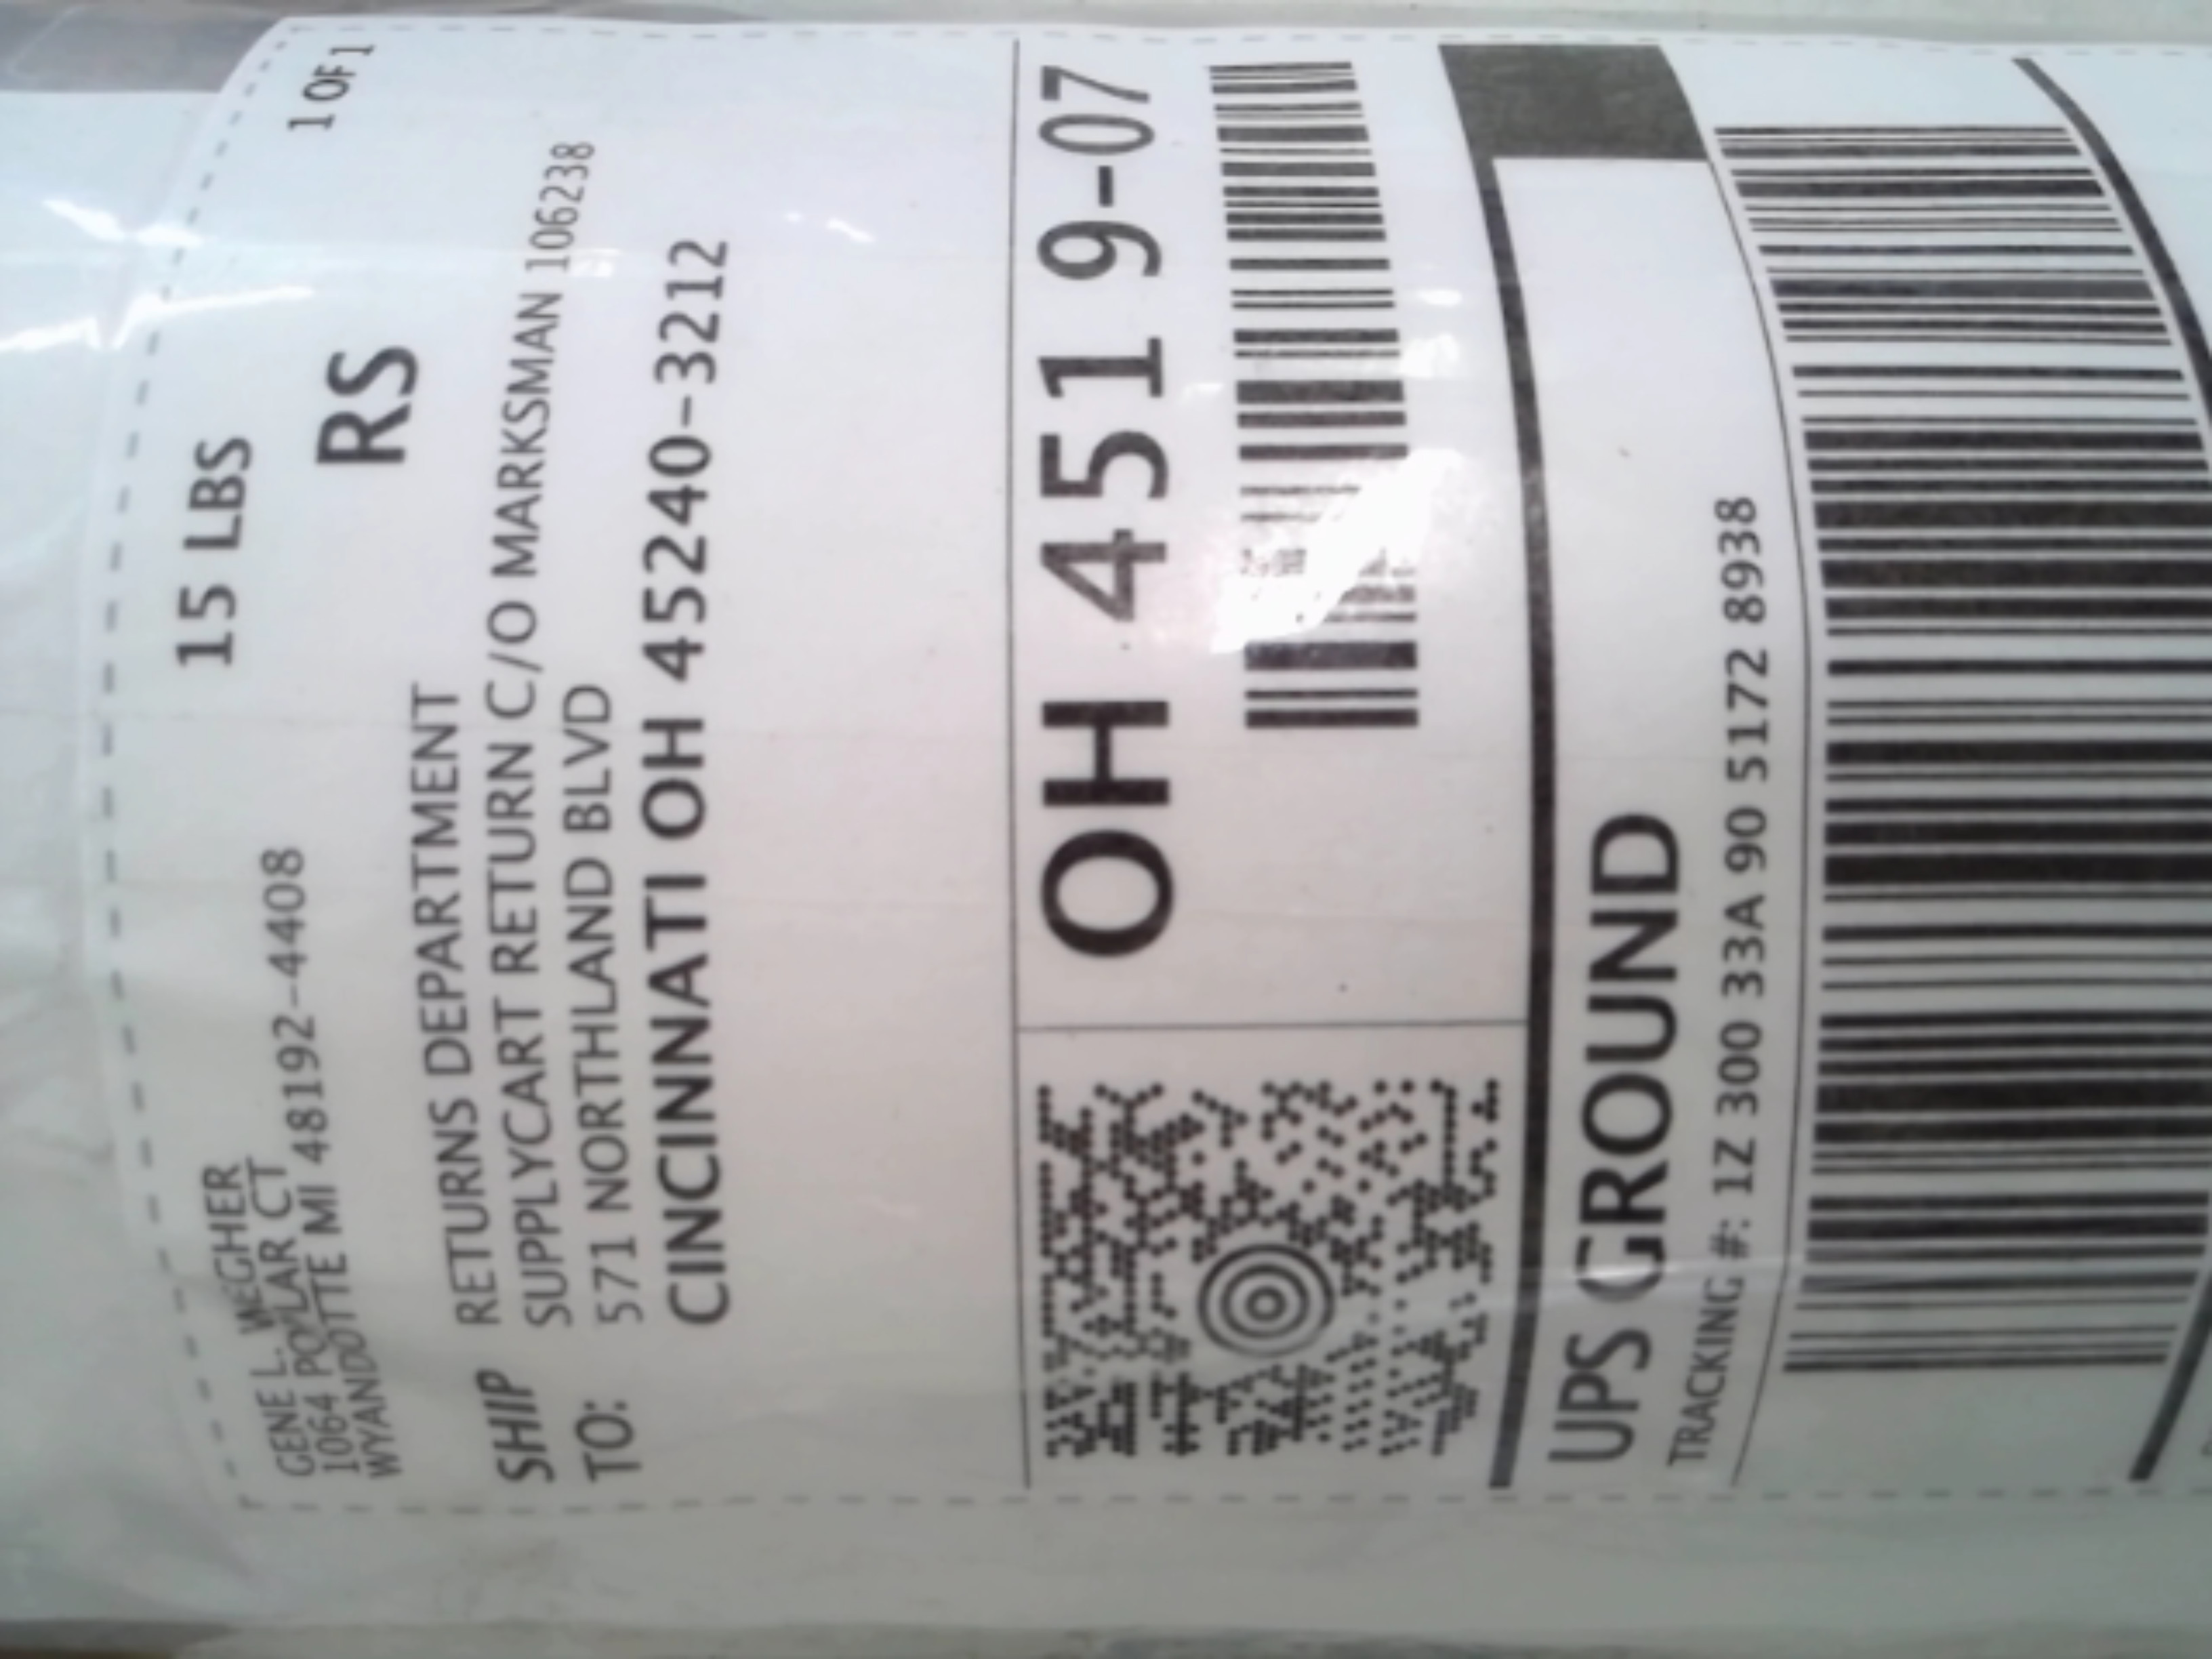 GENE L. WEGHER
1064 POPLAR CT
WYANDOTTE MI 48192-4408
15 LBS
1 OF 1
RS
SHIP TO:
RETURNS DEPARTMENT
SUPPLYCART RETURN C/O MARKSMAN 106238
571 NORTHLAND BLVD
CINCINNATI OH 45240-3212
OH 451 9-07
UPS GROUND
TRACKING #: 1Z 300 33A 90 5172 8938